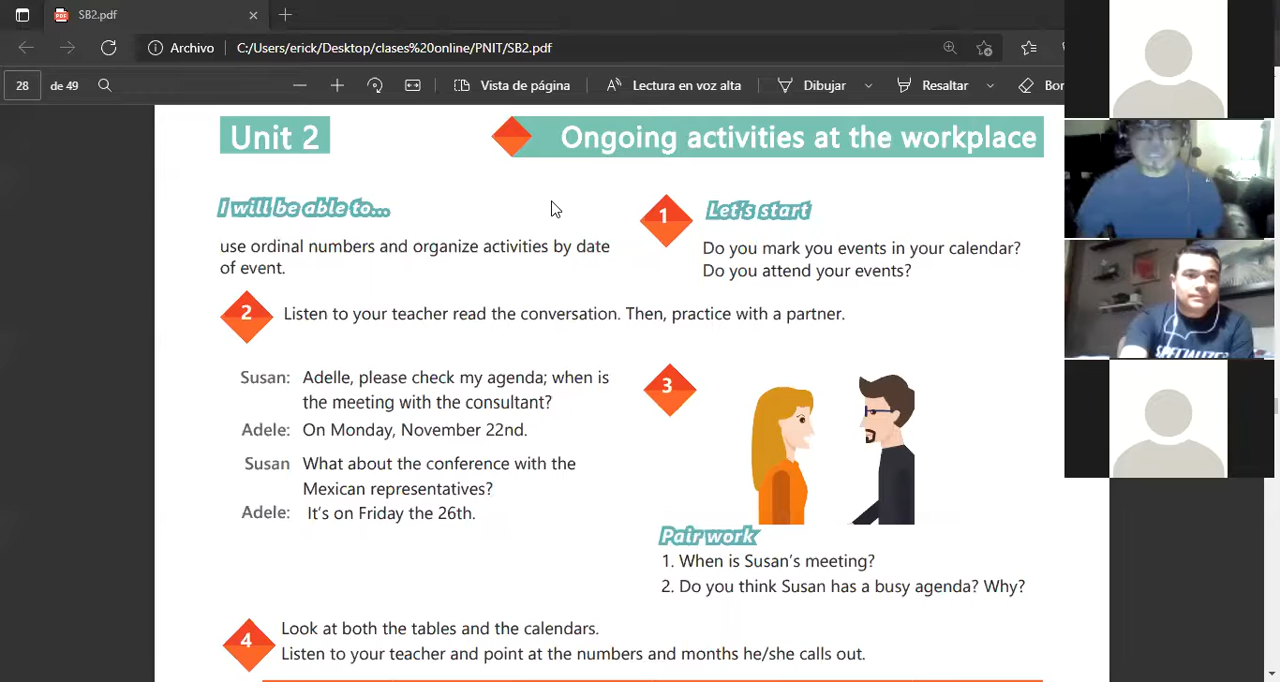 SB2.pdf
Archivo
C:/Users/erick/Desktop/clases%20online/PNIT/SB2.pdf
28 de 49
Vista de página
Lectura en voz alta
Dibujar
Resaltar
Bor
Unit 2
Ongoing activities at the workplace
I will be able to...
use ordinal numbers and organize activities by date
of event.
1
Let's start
Do you mark you events in your calendar?
Do you attend your events?
2
Listen to your teacher read the conversation. Then, practice with a partner.
Susan: Adelle, please check my agenda; when is
the meeting with the consultant?
Adele: On Monday, November 22nd.
Susan What about the conference with the
Mexican representatives?
Adele: It's on Friday the 26th.
3
Pair work
1. When is Susan's meeting?
2. Do you think Susan has a busy agenda? Why?
4
Look at both the tables and the calendars.
Listen to your teacher and point at the numbers and months he/she calls out.